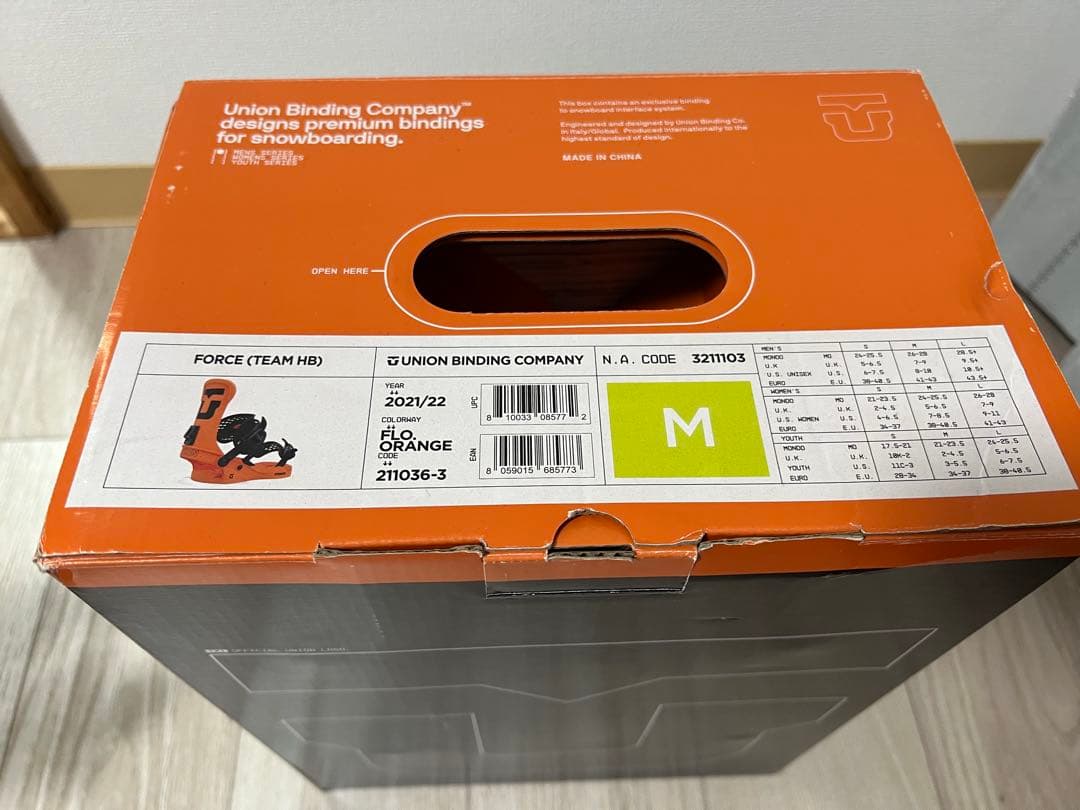 Union Binding Company™
designs premium bindings
for snowboarding.
MENS SERIES
WOMENS SERIES
YOUTH SERIES
This box contains an exclusive binding
to snowboard interface system.
Engineered and designed by Union Binding Co.
in Italy/Global. Produced internationally to the
highest standard of design.
MADE IN CHINA
OPEN HERE
FORCE (TEAM HB)
UNION BINDING COMPANY
N.A. CODE 3211103
YEAR
2021/22
COLORWAY
FLO.
ORANGE
CODE
211036-3
UPC
8 10033 08577 2
EAN
8 059015 685773
M
MEN'S S M L
MONDO MO 24-25.5 26-28 28.5+
U.K U.K. 5-6.5 7-9 9.5+
U.S. UNISEX U.S. 6-7.5 8-10 10.5+
EURO E.U. 38-40.5 41-43 43.5+
WOMEN'S S M L
MONDO MO 21-23.5 24-25.5 26-28
U.K. U.K. 2-4.5 5-6.5 7-9
U.S. WOMEN U.S. 4-6.5 7-8.5 9-11
EURO E.U. 34-37 38-40.5 41-43
YOUTH S M L
MONDO MO 17.5-21 21-23.5 24-25.5
U.K. U.K. 10K-2 2-4.5 5-6.5
YOUTH U.S. 11C-3 3-5.5 6-7.5
EURO E.U. 28-34 34-37 38-40.5
OFFICIAL UNION LOGO.